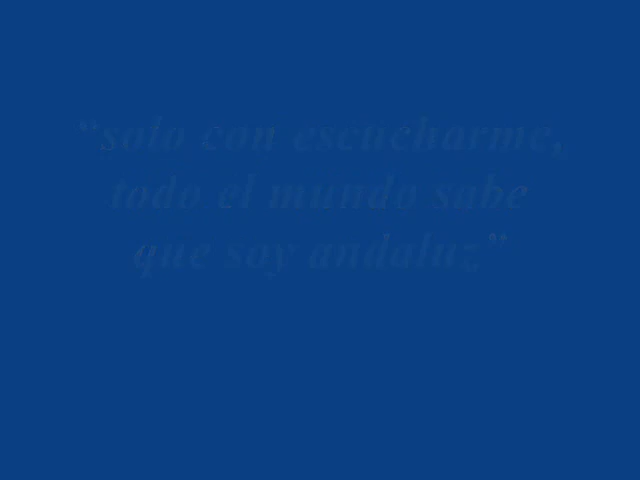 “solo con escucharme,
todo el mundo sabe
que soy andaluz”